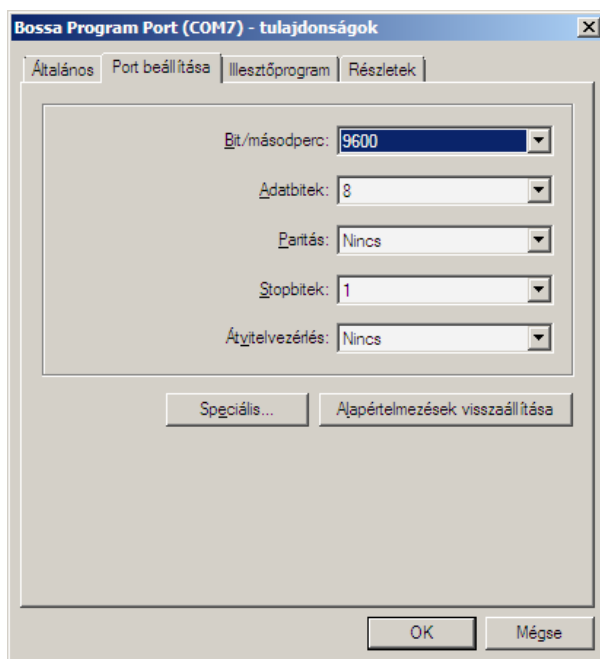 Bossa Program Port (COM7) - tulajdonságok
Általános Port beállítása Illesztőprogram Részletek
Bit/másodperc: 9600
Adatbitek: 8
Paritás: Nincs
Stopbitek: 1
Átvitelvezérlés: Nincs
Speciális... Alapértelmezések visszaállítása
OK Mégse